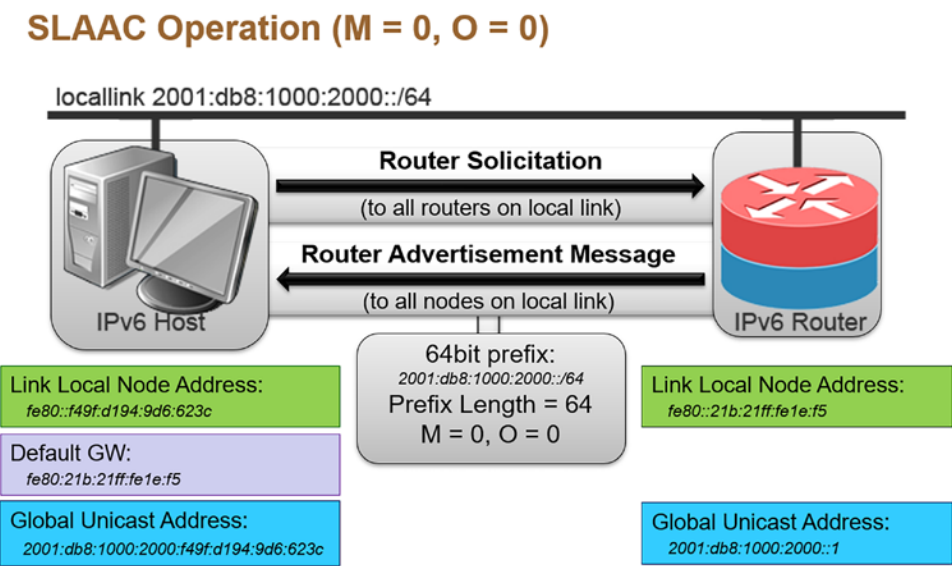 SLAAC Operation (M = 0, O = 0)
locallink 2001:db8:1000:2000::/64
Router Solicitation
(to all routers on local link)
Router Advertisement Message
(to all nodes on local link)
IPv6 Host
IPv6 Router
64bit prefix:
2001:db8:1000:2000::/64
Prefix Length = 64
M = 0, O = 0
Link Local Node Address:
fe80::f49f:d194:9d6:623c
Default GW:
fe80:21b:21ff:fe1e:f5
Global Unicast Address:
2001:db8:1000:2000:f49f:d194:9d6:623c
Link Local Node Address:
fe80::21b:21ff:fe1e:f5
Global Unicast Address:
2001:db8:1000:2000::1